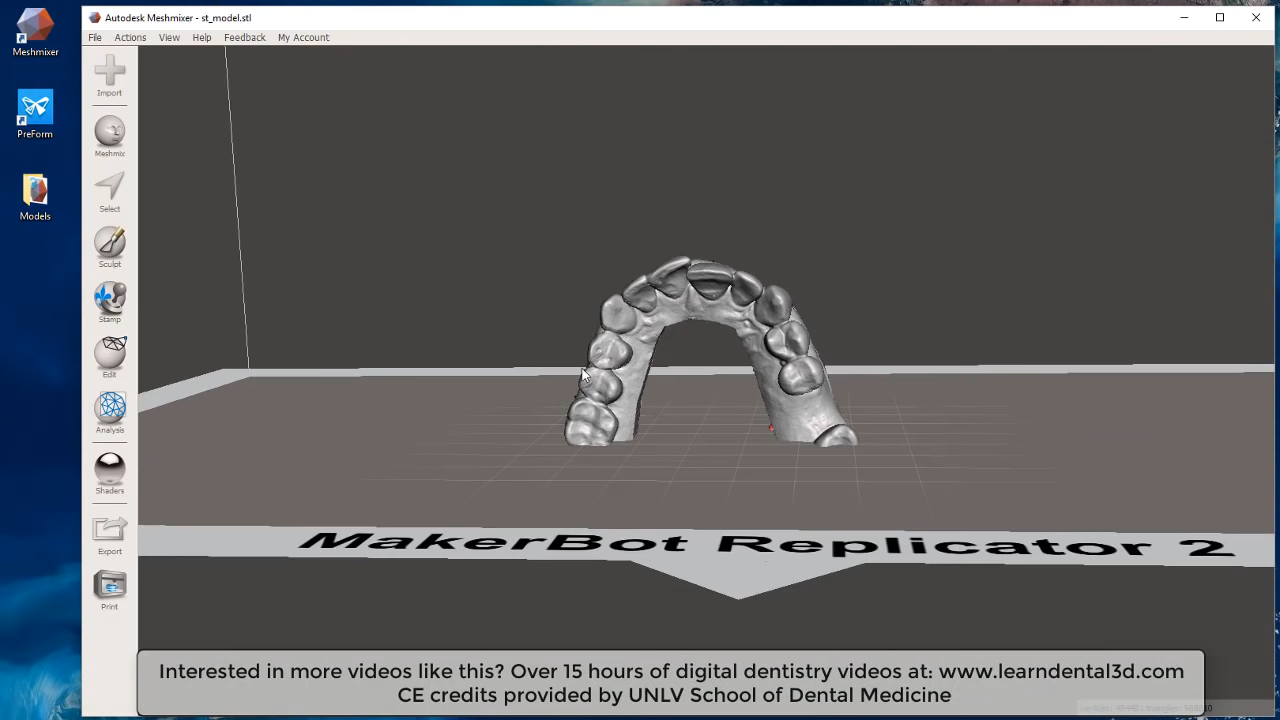 Autodesk Meshmixer - st_model.stl
File Actions View Help Feedback My Account
Meshmixer
PreForm
Models
Import
Meshmix
Select
Sculpt
Stamp
Edit
Analysis
Shaders
Export
Print
MakerBot Replicator 2
Interested in more videos like this? Over 15 hours of digital dentistry videos at: www.learndental3d.com
CE credits provided by UNLV School of Dental Medicine